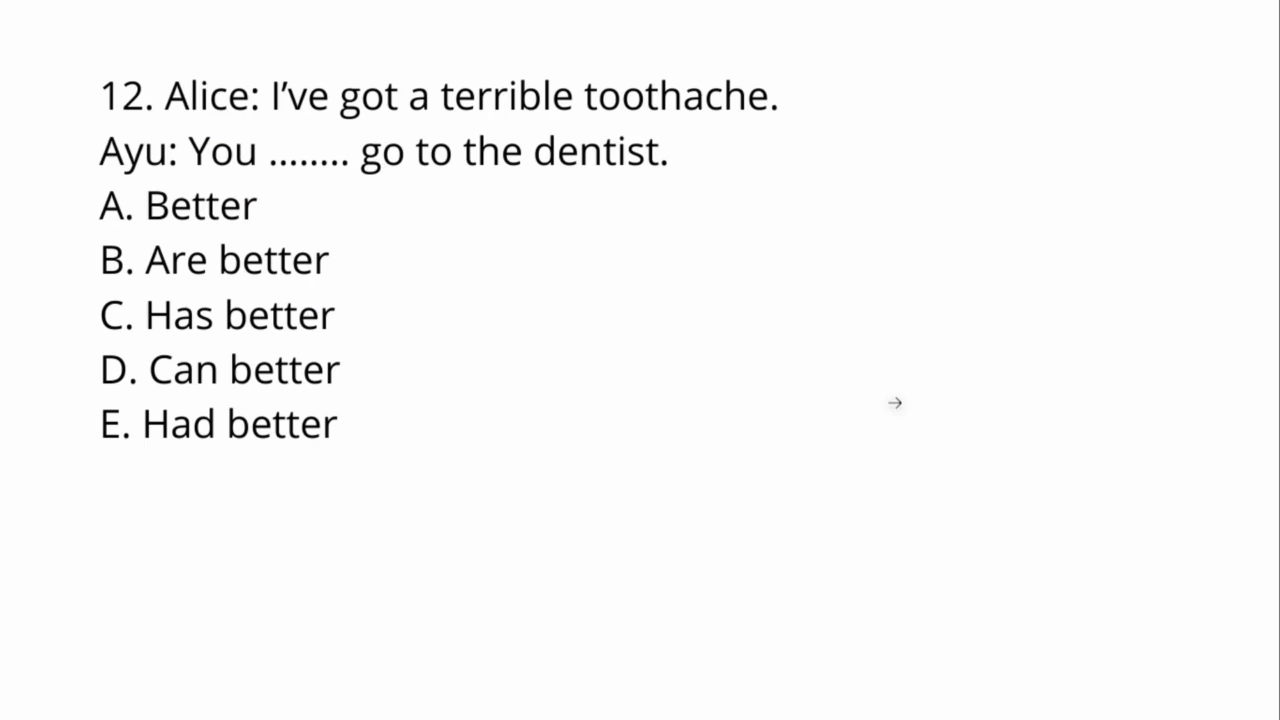 12. Alice: I’ve got a terrible toothache.
Ayu: You ........ go to the dentist.
A. Better
B. Are better
C. Has better
D. Can better
E. Had better